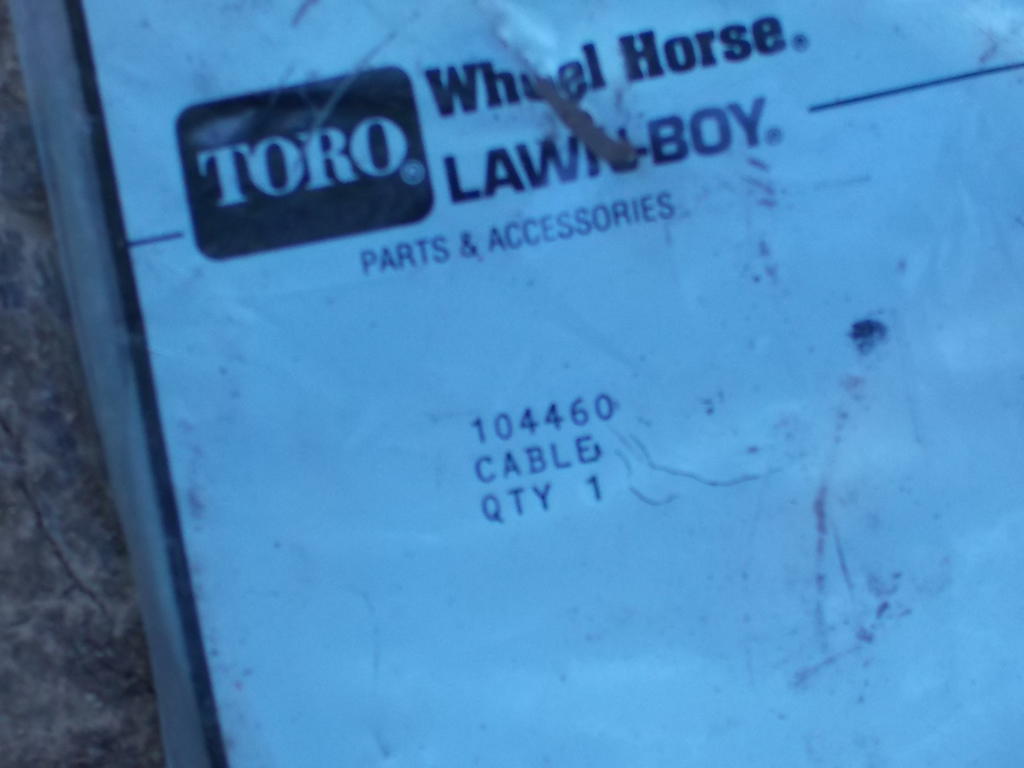 TORO®
Wheel Horse®
LAWN-BOY®
PARTS & ACCESSORIES
104460
CABLE
QTY 1